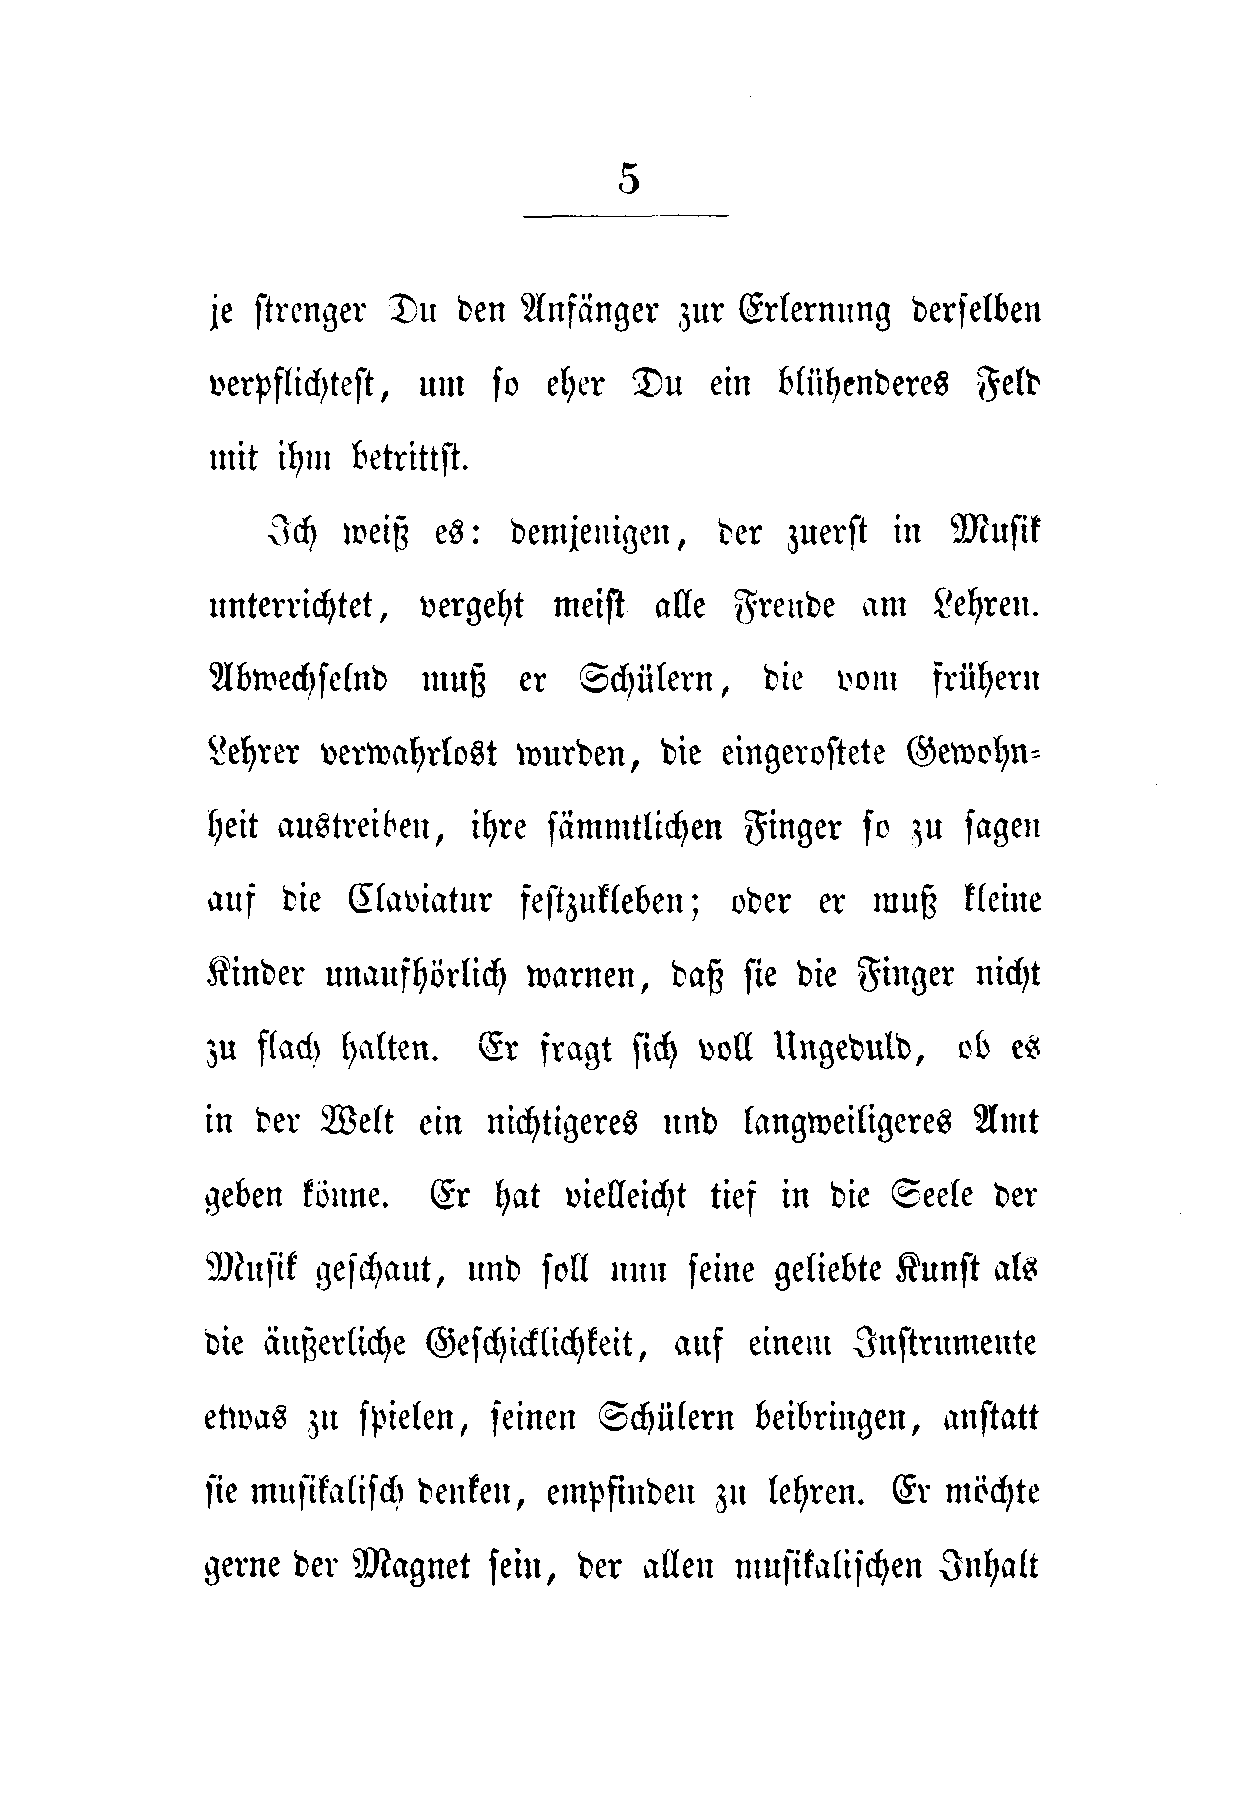 5
je ſtrenger Du den Anfänger zur Erlernung derſelben
verpflichteſt, um ſo eher Du ein blühenderes Feld
mit ihm betrittſt.
Ich weiß es: demjenigen, der zuerſt in Muſik
unterrichtet, vergeht meiſt alle Freude am Lehren.
Abwechſelnd muß er Schülern, die vom frühern
Lehrer verwahrlost wurden, die eingeroſtete Gewohn-
heit austreiben, ihre ſämmtlichen Finger ſo zu ſagen
auf die Claviatur feſtzukleben; oder er muß kleine
Kinder unaufhörlich warnen, daß ſie die Finger nicht
zu flach halten. Er fragt ſich voll Ungeduld, ob es
in der Welt ein nichtigeres und langweiligeres Amt
geben könne. Er hat vielleicht tief in die Seele der
Muſik geſchaut, und ſoll nun ſeine geliebte Kunſt als
die äußerliche Geſchicklichkeit, auf einem Inſtrumente
etwas zu ſpielen, ſeinen Schülern beibringen, anſtatt
ſie muſikaliſch denken, empfinden zu lehren. Er möchte
gerne der Magnet ſein, der allen muſikaliſchen Inhalt